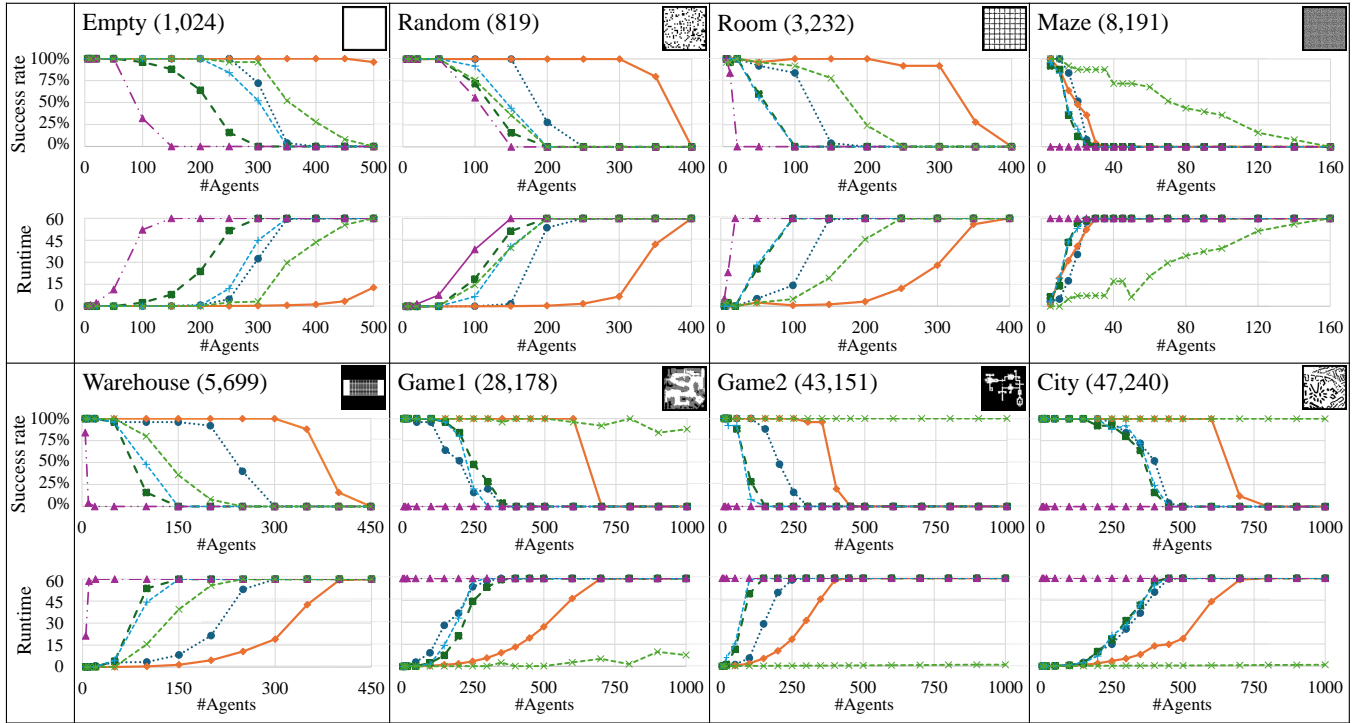 Empty (1,024)
Success rate
100%
75%
50%
25%
0%
0 100 200 300 400 500
#Agents
Runtime
60
45
30
15
0
0 100 200 300 400 500
#Agents
Random (819)
0 100 200 300 400
#Agents
0 100 200 300 400
#Agents
Room (3,232)
0 100 200 300 400
#Agents
0 100 200 300 400
#Agents
Maze (8,191)
0 40 80 120 160
#Agents
0 40 80 120 160
#Agents
Warehouse (5,699)
Success rate
100%
75%
50%
25%
0%
0 150 300 450
#Agents
Runtime
60
45
30
15
0
0 150 300 450
#Agents
Game1 (28,178)
0 250 500 750 1000
#Agents
0 250 500 750 1000
#Agents
Game2 (43,151)
0 250 500 750 1000
#Agents
0 250 500 750 1000
#Agents
City (47,240)
0 250 500 750 1000
#Agents
0 250 500 750 1000
#Agents